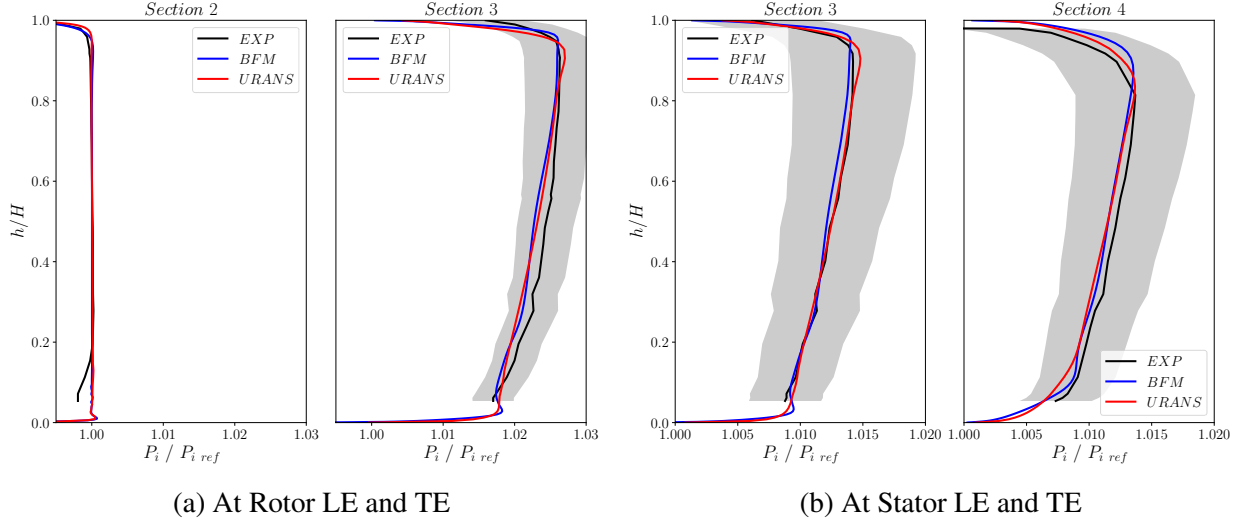 Section 2
Section 3
Section 3
Section 4
EXP
BFM
URANS
EXP
BFM
URANS
EXP
BFM
URANS
EXP
BFM
URANS
h/H
1.0
0.8
0.6
0.4
0.2
0.0
1.00 1.01 1.02 1.03
P_i / P_{i ref}
1.00 1.01 1.02 1.03
P_i / P_{i ref}
h/H
1.0
0.8
0.6
0.4
0.2
0.0
1.000 1.005 1.010 1.015 1.020
P_i / P_{i ref}
1.000 1.005 1.010 1.015 1.020
P_i / P_{i ref}
(a) At Rotor LE and TE
(b) At Stator LE and TE